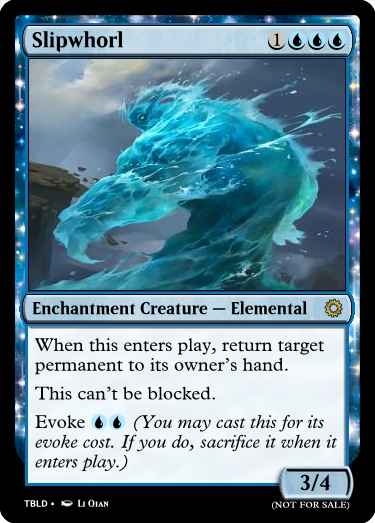 Slipwhorl 1
Enchantment Creature — Elemental
When this enters play, return target
permanent to its owner's hand.
This can't be blocked.
Evoke (You may cast this for its
evoke cost. If you do, sacrifice it when it
enters play.)
3/4
TBLD • Li Qian
(NOT FOR SALE)